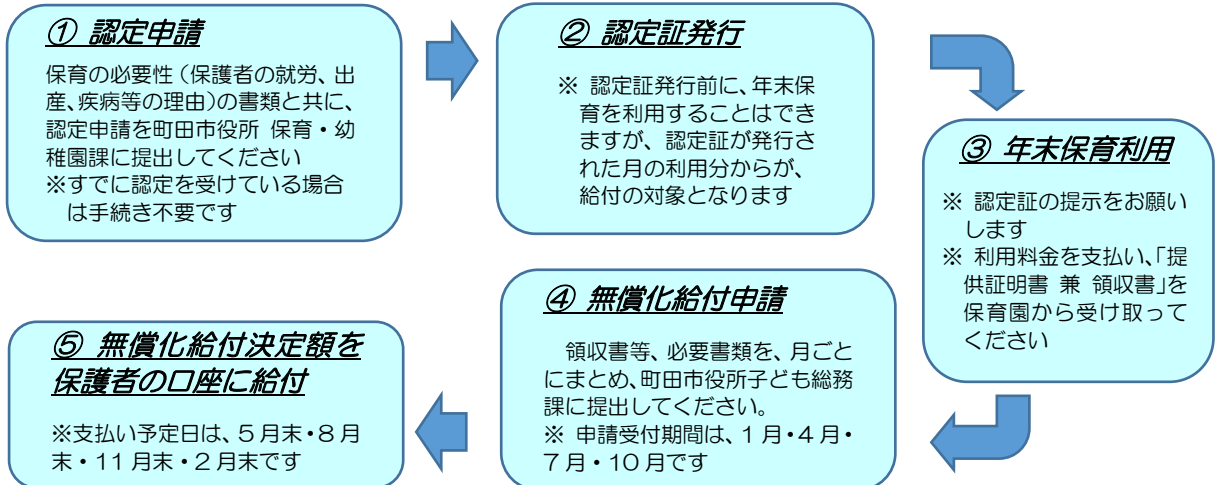 ① 認定申請
保育の必要性(保護者の就労、出
産、疾病等の理由)の書類と共に、
認定申請を町田市役所 保育・幼
稚園課に提出してください
※すでに認定を受けている場合
は手続き不要です
② 認定証発行
※ 認定証発行前に、年末保
育を利用することはでき
ますが、認定証が発行さ
れた月の利用分からが、
給付の対象となります
③ 年末保育利用
※ 認定証の提示をお願い
します
※ 利用料金を支払い、「提
供証明書 兼 領収書」を
保育園から受け取って
ください
④ 無償化給付申請
領収書等、必要書類を、月ごと
にまとめ、町田市役所子ども総務
課に提出してください。
※ 申請受付期間は、1月・4月・
7月・10月です
⑤ 無償化給付決定額を
保護者の口座に給付
※支払い予定日は、5月末・8月
末・11月末・2月末です